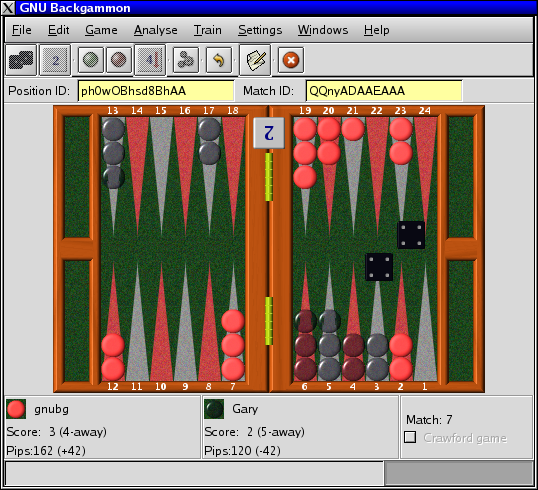 GNU Backgammon
File Edit Game Analyse Train Settings Windows Help
2 4
Position ID: ph0wOBhsd8BhAA Match ID: QQnyADAAEAAA
13 14 15 16 17 18 19 20 21 22 23 24
2
12 11 10 9 8 7 6 5 4 3 2 1
gnubg
Score: 3 (4-away)
Pips:162 (+42)
Gary
Score: 2 (5-away)
Pips:120 (-42)
Match: 7
Crawford game